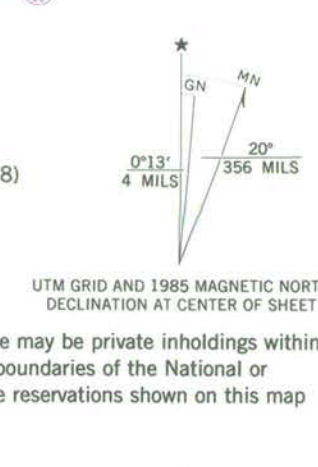 ★
GN
MN
0°13'
4 MILS
20°
356 MILS
8)
UTM GRID AND 1985 MAGNETIC NORT
DECLINATION AT CENTER OF SHEET
e may be private inholdings within
boundaries of the National or
e reservations shown on this map